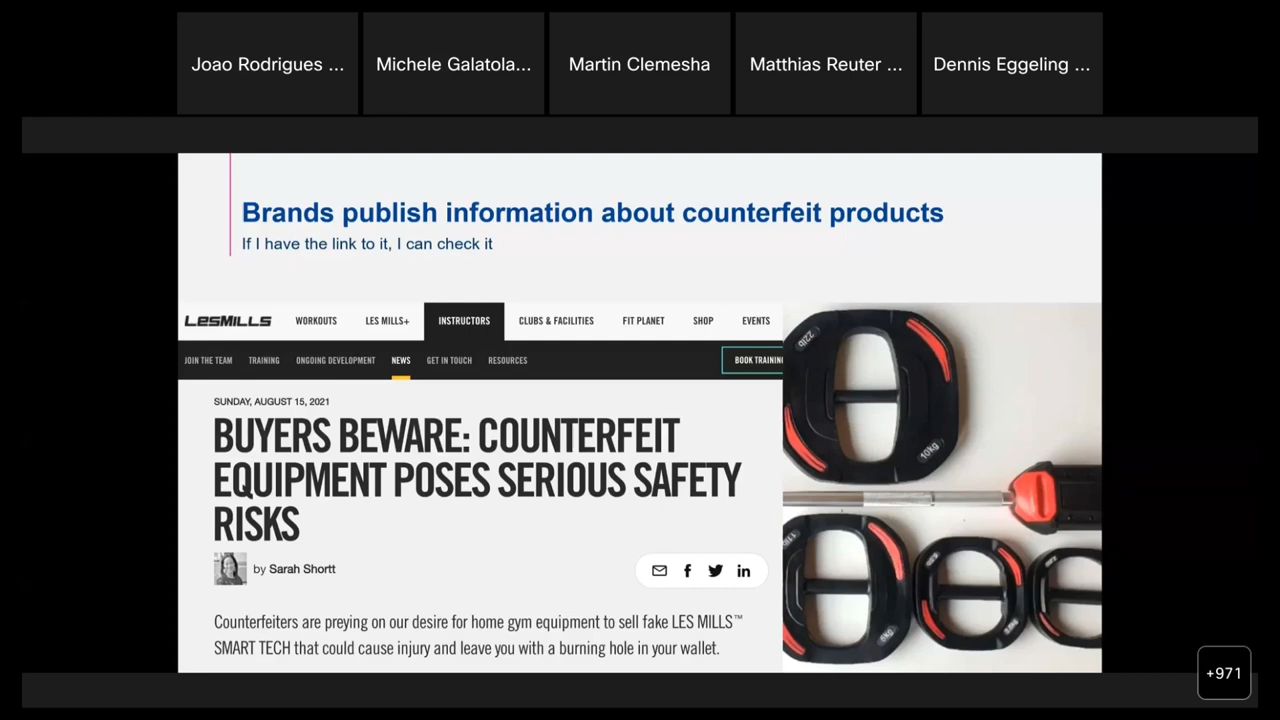 Joao Rodrigues ...
Michele Galatola...
Martin Clemesha
Matthias Reuter ...
Dennis Eggeling ...
Brands publish information about counterfeit products
If I have the link to it, I can check it
LESMILLS
WORKOUTS
LES MILLS+
INSTRUCTORS
CLUBS & FACILITIES
FIT PLANET
SHOP
EVENTS
JOIN THE TEAM
TRAINING
ONGOING DEVELOPMENT
NEWS
GET IN TOUCH
RESOURCES
BOOK TRAINING
SUNDAY, AUGUST 15, 2021
BUYERS BEWARE: COUNTERFEIT
EQUIPMENT POSES SERIOUS SAFETY
RISKS
by Sarah Shortt
Counterfeiters are preying on our desire for home gym equipment to sell fake LES MILLS™
SMART TECH that could cause injury and leave you with a burning hole in your wallet.
22lb
10kg
11lb
5kg
+971